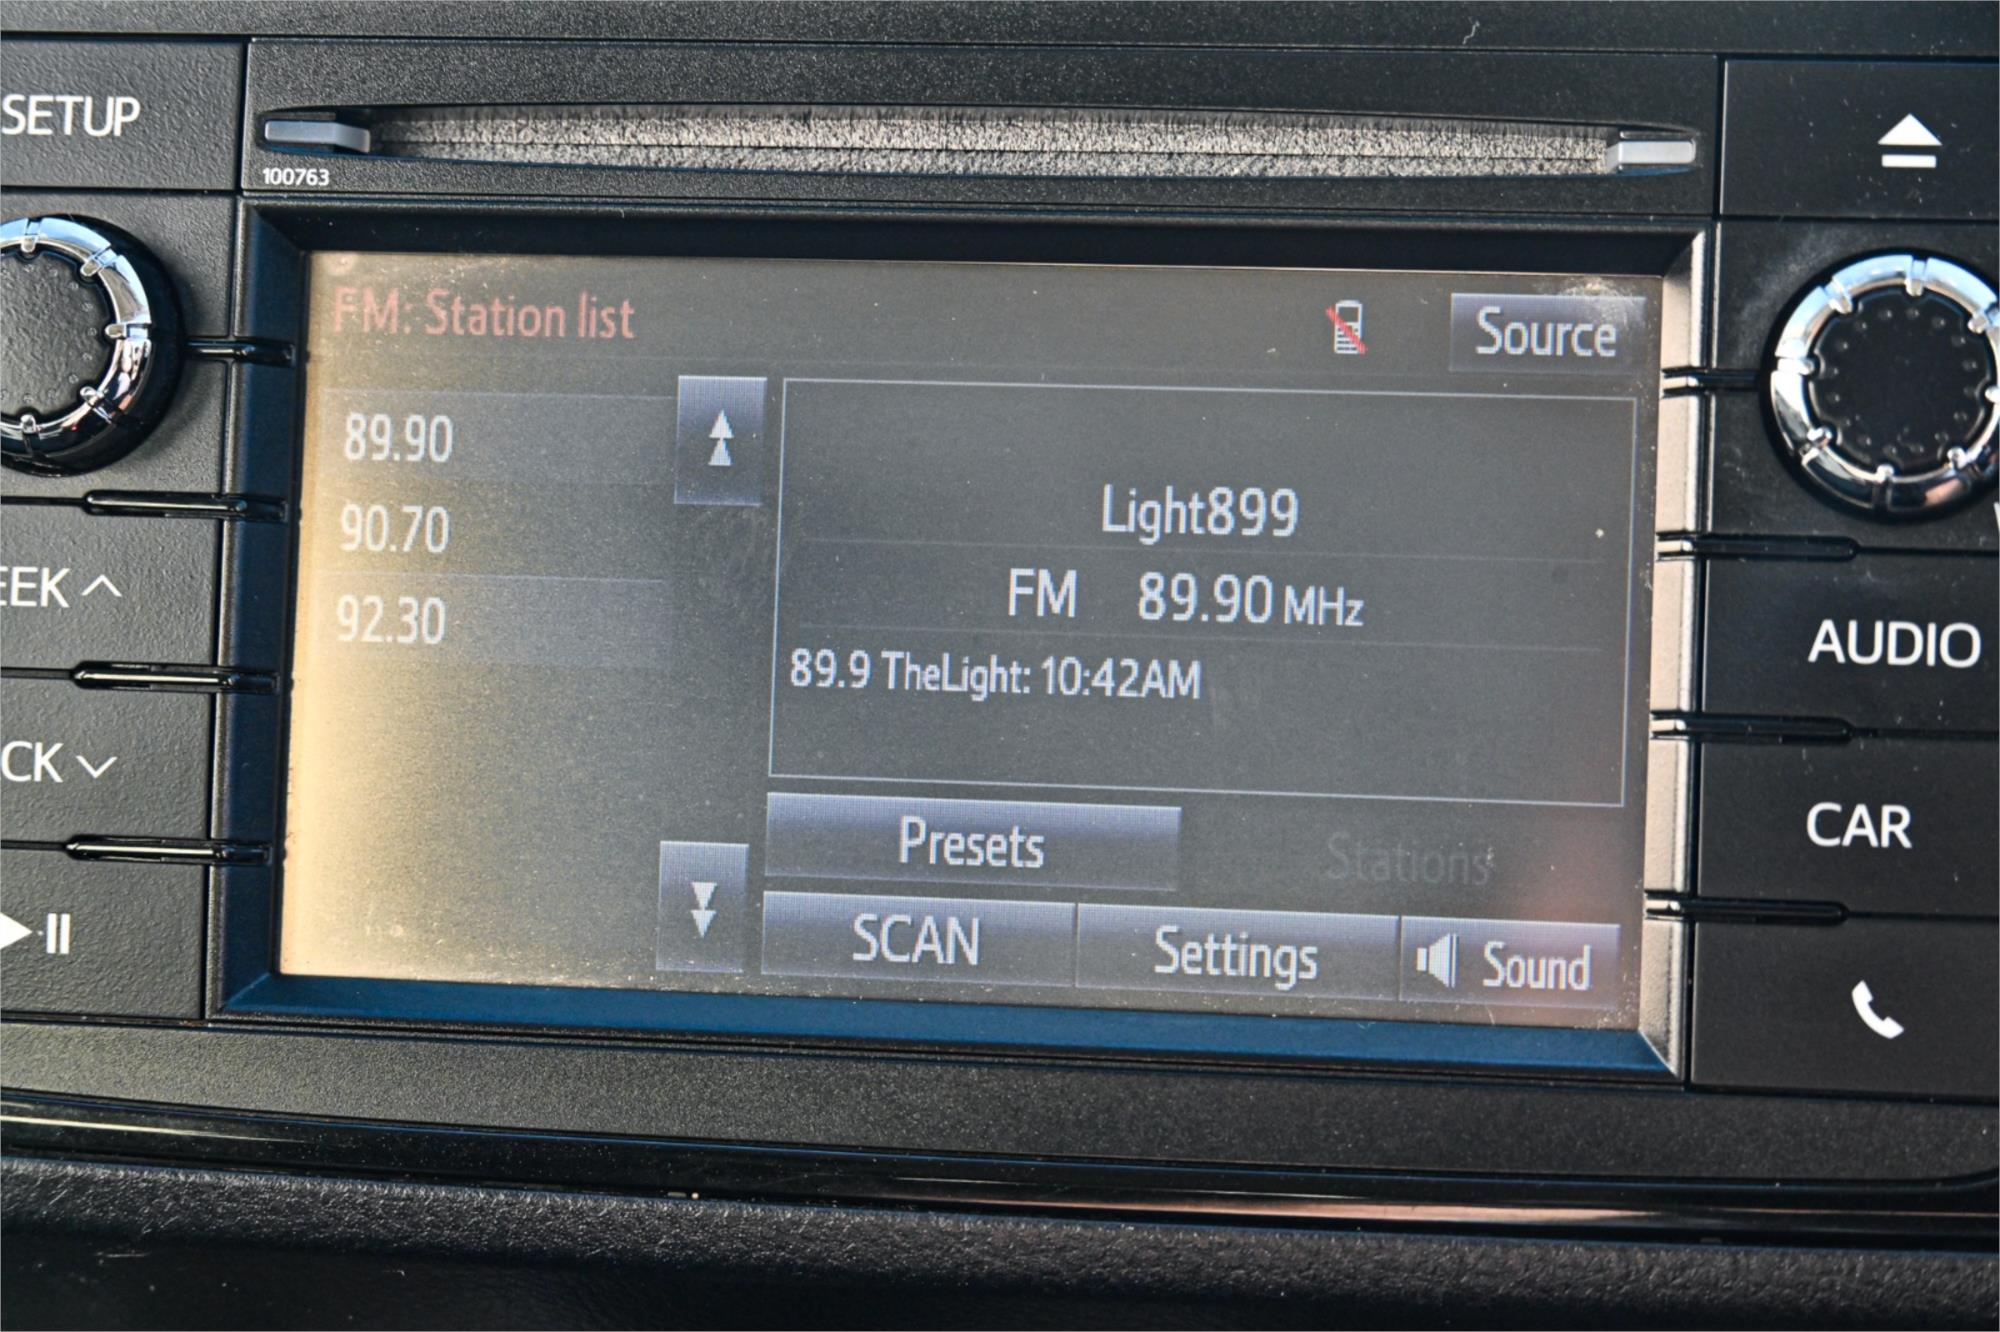 SETUP
100763
FM: Station list
Source
89.90
90.70
92.30
Light899
FM 89.90 MHz
89.9 TheLight: 10:42AM
Presets
Stations
SCAN
Settings
Sound
EEK
CK
AUDIO
CAR